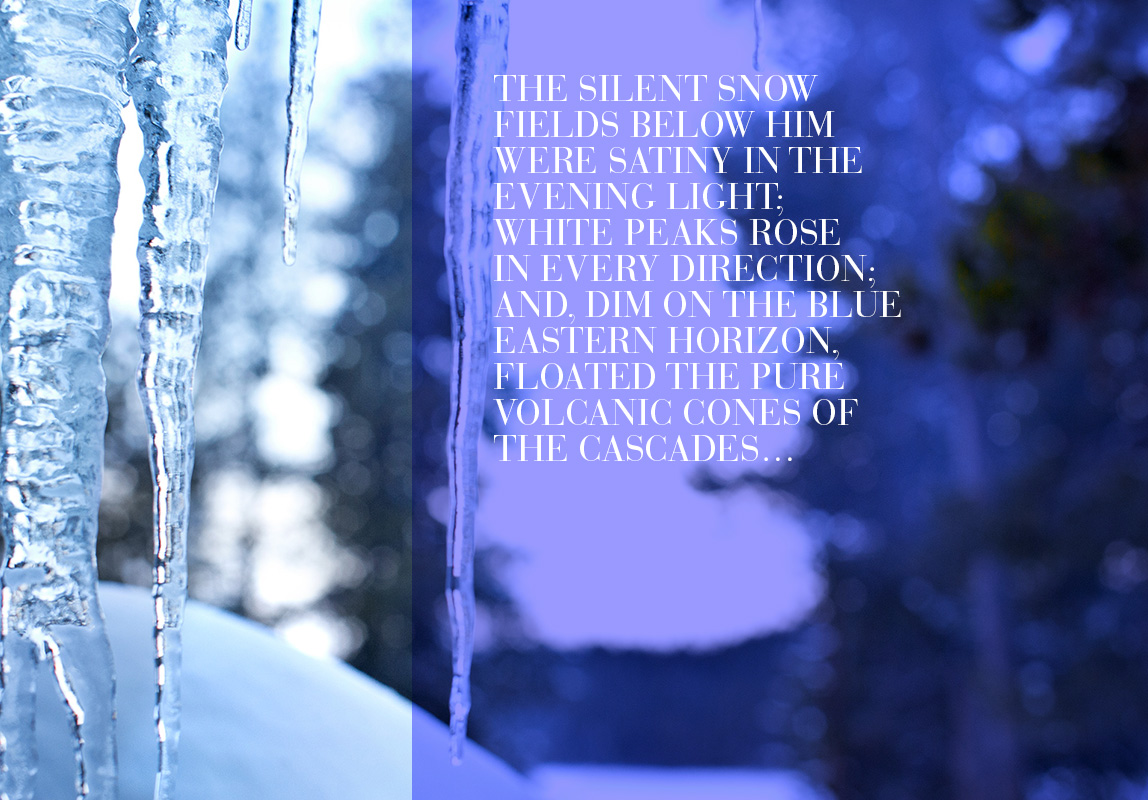 THE SILENT SNOW
FIELDS BELOW HIM
WERE SATINY IN THE
EVENING LIGHT;
WHITE PEAKS ROSE
IN EVERY DIRECTION;
AND, DIM ON THE BLUE
EASTERN HORIZON,
FLOATED THE PURE
VOLCANIC CONES OF
THE CASCADES...